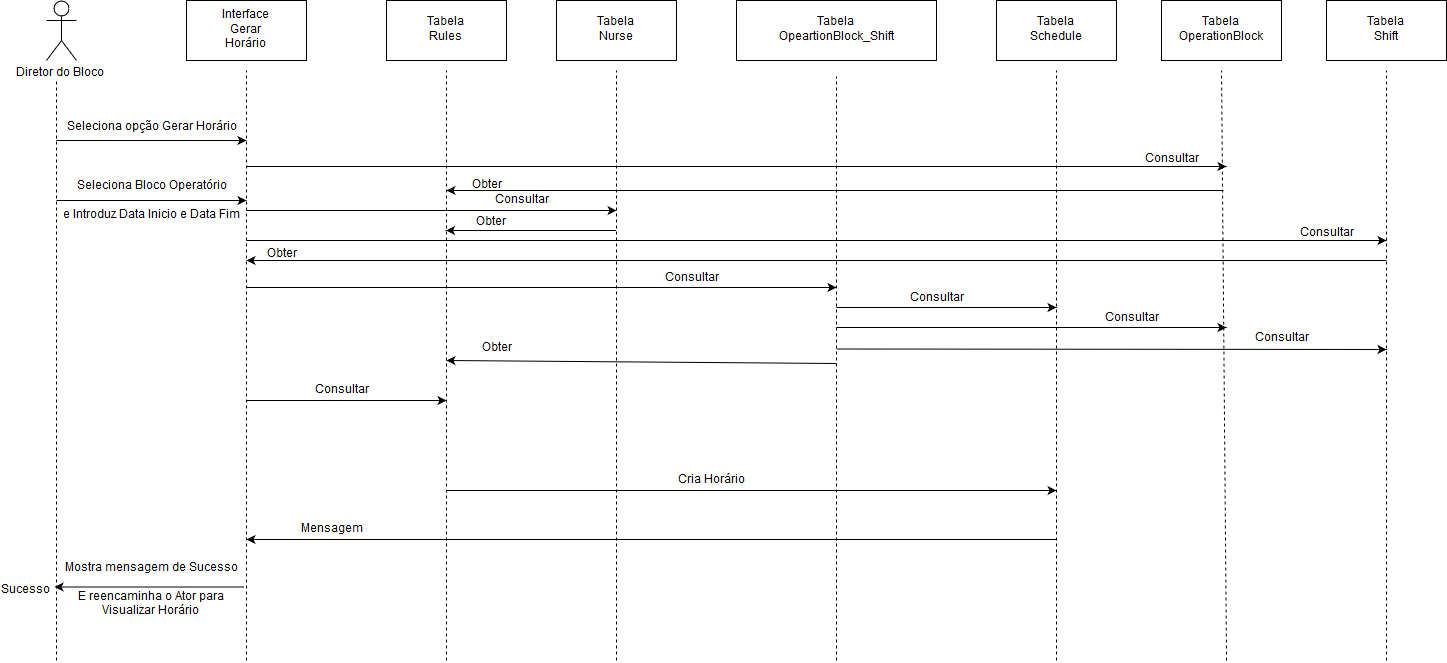 Diretor do Bloco
Interface
Gerar
Horário
Tabela
Rules
Tabela
Nurse
Tabela
OpeartionBlock_Shift
Tabela
Schedule
Tabela
OperationBlock
Tabela
Shift
Seleciona opção Gerar Horário
Consultar
Seleciona Bloco Operatório
Obter
e Introduz Data Inicio e Data Fim
Consultar
Obter
Consultar
Obter
Consultar
Consultar
Consultar
Consultar
Obter
Consultar
Cria Horário
Mensagem
Mostra mensagem de Sucesso
Sucesso
E reencaminha o Ator para
Visualizar Horário